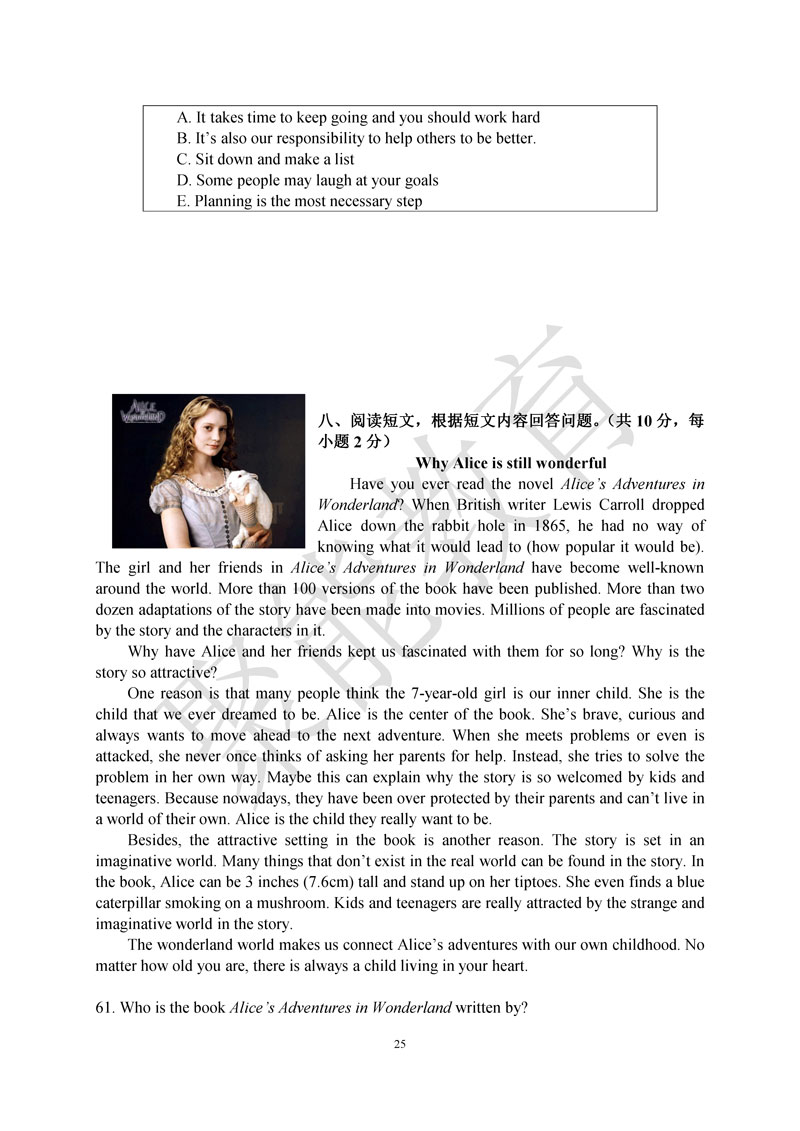 A. It takes time to keep going and you should work hard
B. It’s also our responsibility to help others to be better.
C. Sit down and make a list
D. Some people may laugh at your goals
E. Planning is the most necessary step
ALICE
WONDERLAND
八、阅读短文，根据短文内容回答问题。（共 10 分，每
小题 2 分）
Why Alice is still wonderful
Have you ever read the novel Alice’s Adventures in
Wonderland? When British writer Lewis Carroll dropped
Alice down the rabbit hole in 1865, he had no way of
knowing what it would lead to (how popular it would be).
The girl and her friends in Alice’s Adventures in Wonderland have become well-known
around the world. More than 100 versions of the book have been published. More than two
dozen adaptations of the story have been made into movies. Millions of people are fascinated
by the story and the characters in it.
Why have Alice and her friends kept us fascinated with them for so long? Why is the
story so attractive?
One reason is that many people think the 7-year-old girl is our inner child. She is the
child that we ever dreamed to be. Alice is the center of the book. She’s brave, curious and
always wants to move ahead to the next adventure. When she meets problems or even is
attacked, she never once thinks of asking her parents for help. Instead, she tries to solve the
problem in her own way. Maybe this can explain why the story is so welcomed by kids and
teenagers. Because nowadays, they have been over protected by their parents and can’t live in
a world of their own. Alice is the child they really want to be.
Besides, the attractive setting in the book is another reason. The story is set in an
imaginative world. Many things that don’t exist in the real world can be found in the story. In
the book, Alice can be 3 inches (7.6cm) tall and stand up on her tiptoes. She even finds a blue
caterpillar smoking on a mushroom. Kids and teenagers are really attracted by the strange and
imaginative world in the story.
The wonderland world makes us connect Alice’s adventures with our own childhood. No
matter how old you are, there is always a child living in your heart.
61. Who is the book Alice’s Adventures in Wonderland written by?
25
聚能教育